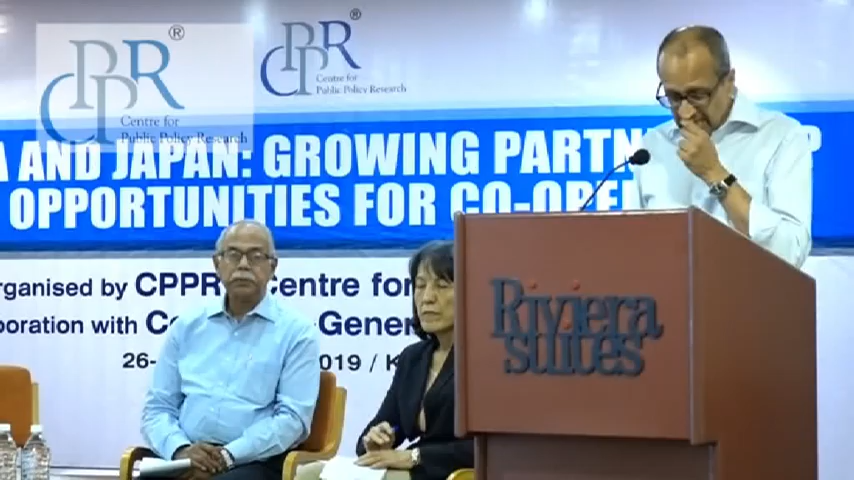 CPPR®
Centre for
Public Policy Research
CPPR®
Centre for
Public Policy Research
A AND JAPAN: GROWING PARTN P
OPPORTUNITIES FOR CO-OPE
rganised by CPPR Centre for
oration with C -Gener
26- 019 / K
Riviera
suites